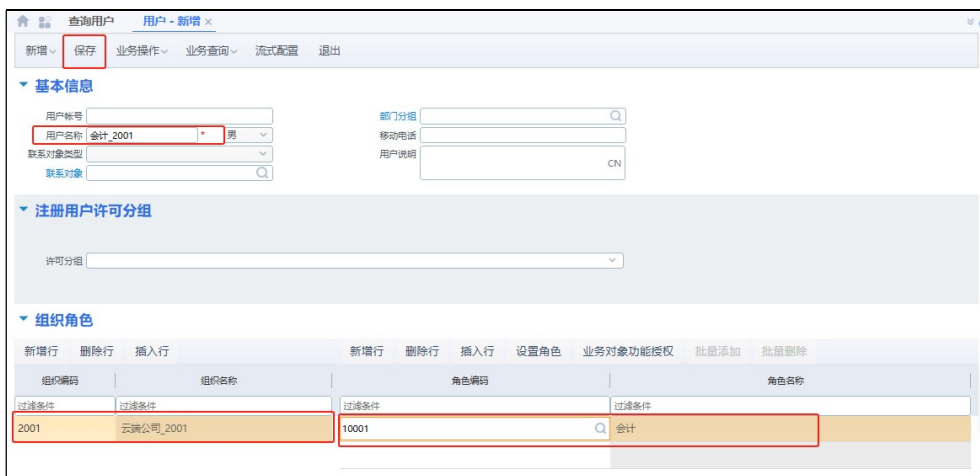 查询用户 用户 - 新增 ×
新增 保存 业务操作 业务查询 流式配置 退出
基本信息
用户帐号 部门分组
用户名称 会计_2001 * 男 移动电话
联系对象类型 用户说明 CN
联系对象
注册用户许可分组
许可分组
组织角色
新增行 删除行 插入行 新增行 删除行 插入行 设置角色 业务对象功能授权 批量添加 批量删除
组织编码 组织名称 角色编码 角色名称
过滤条件 过滤条件 过滤条件 过滤条件
2001 云端公司_2001 10001 会计